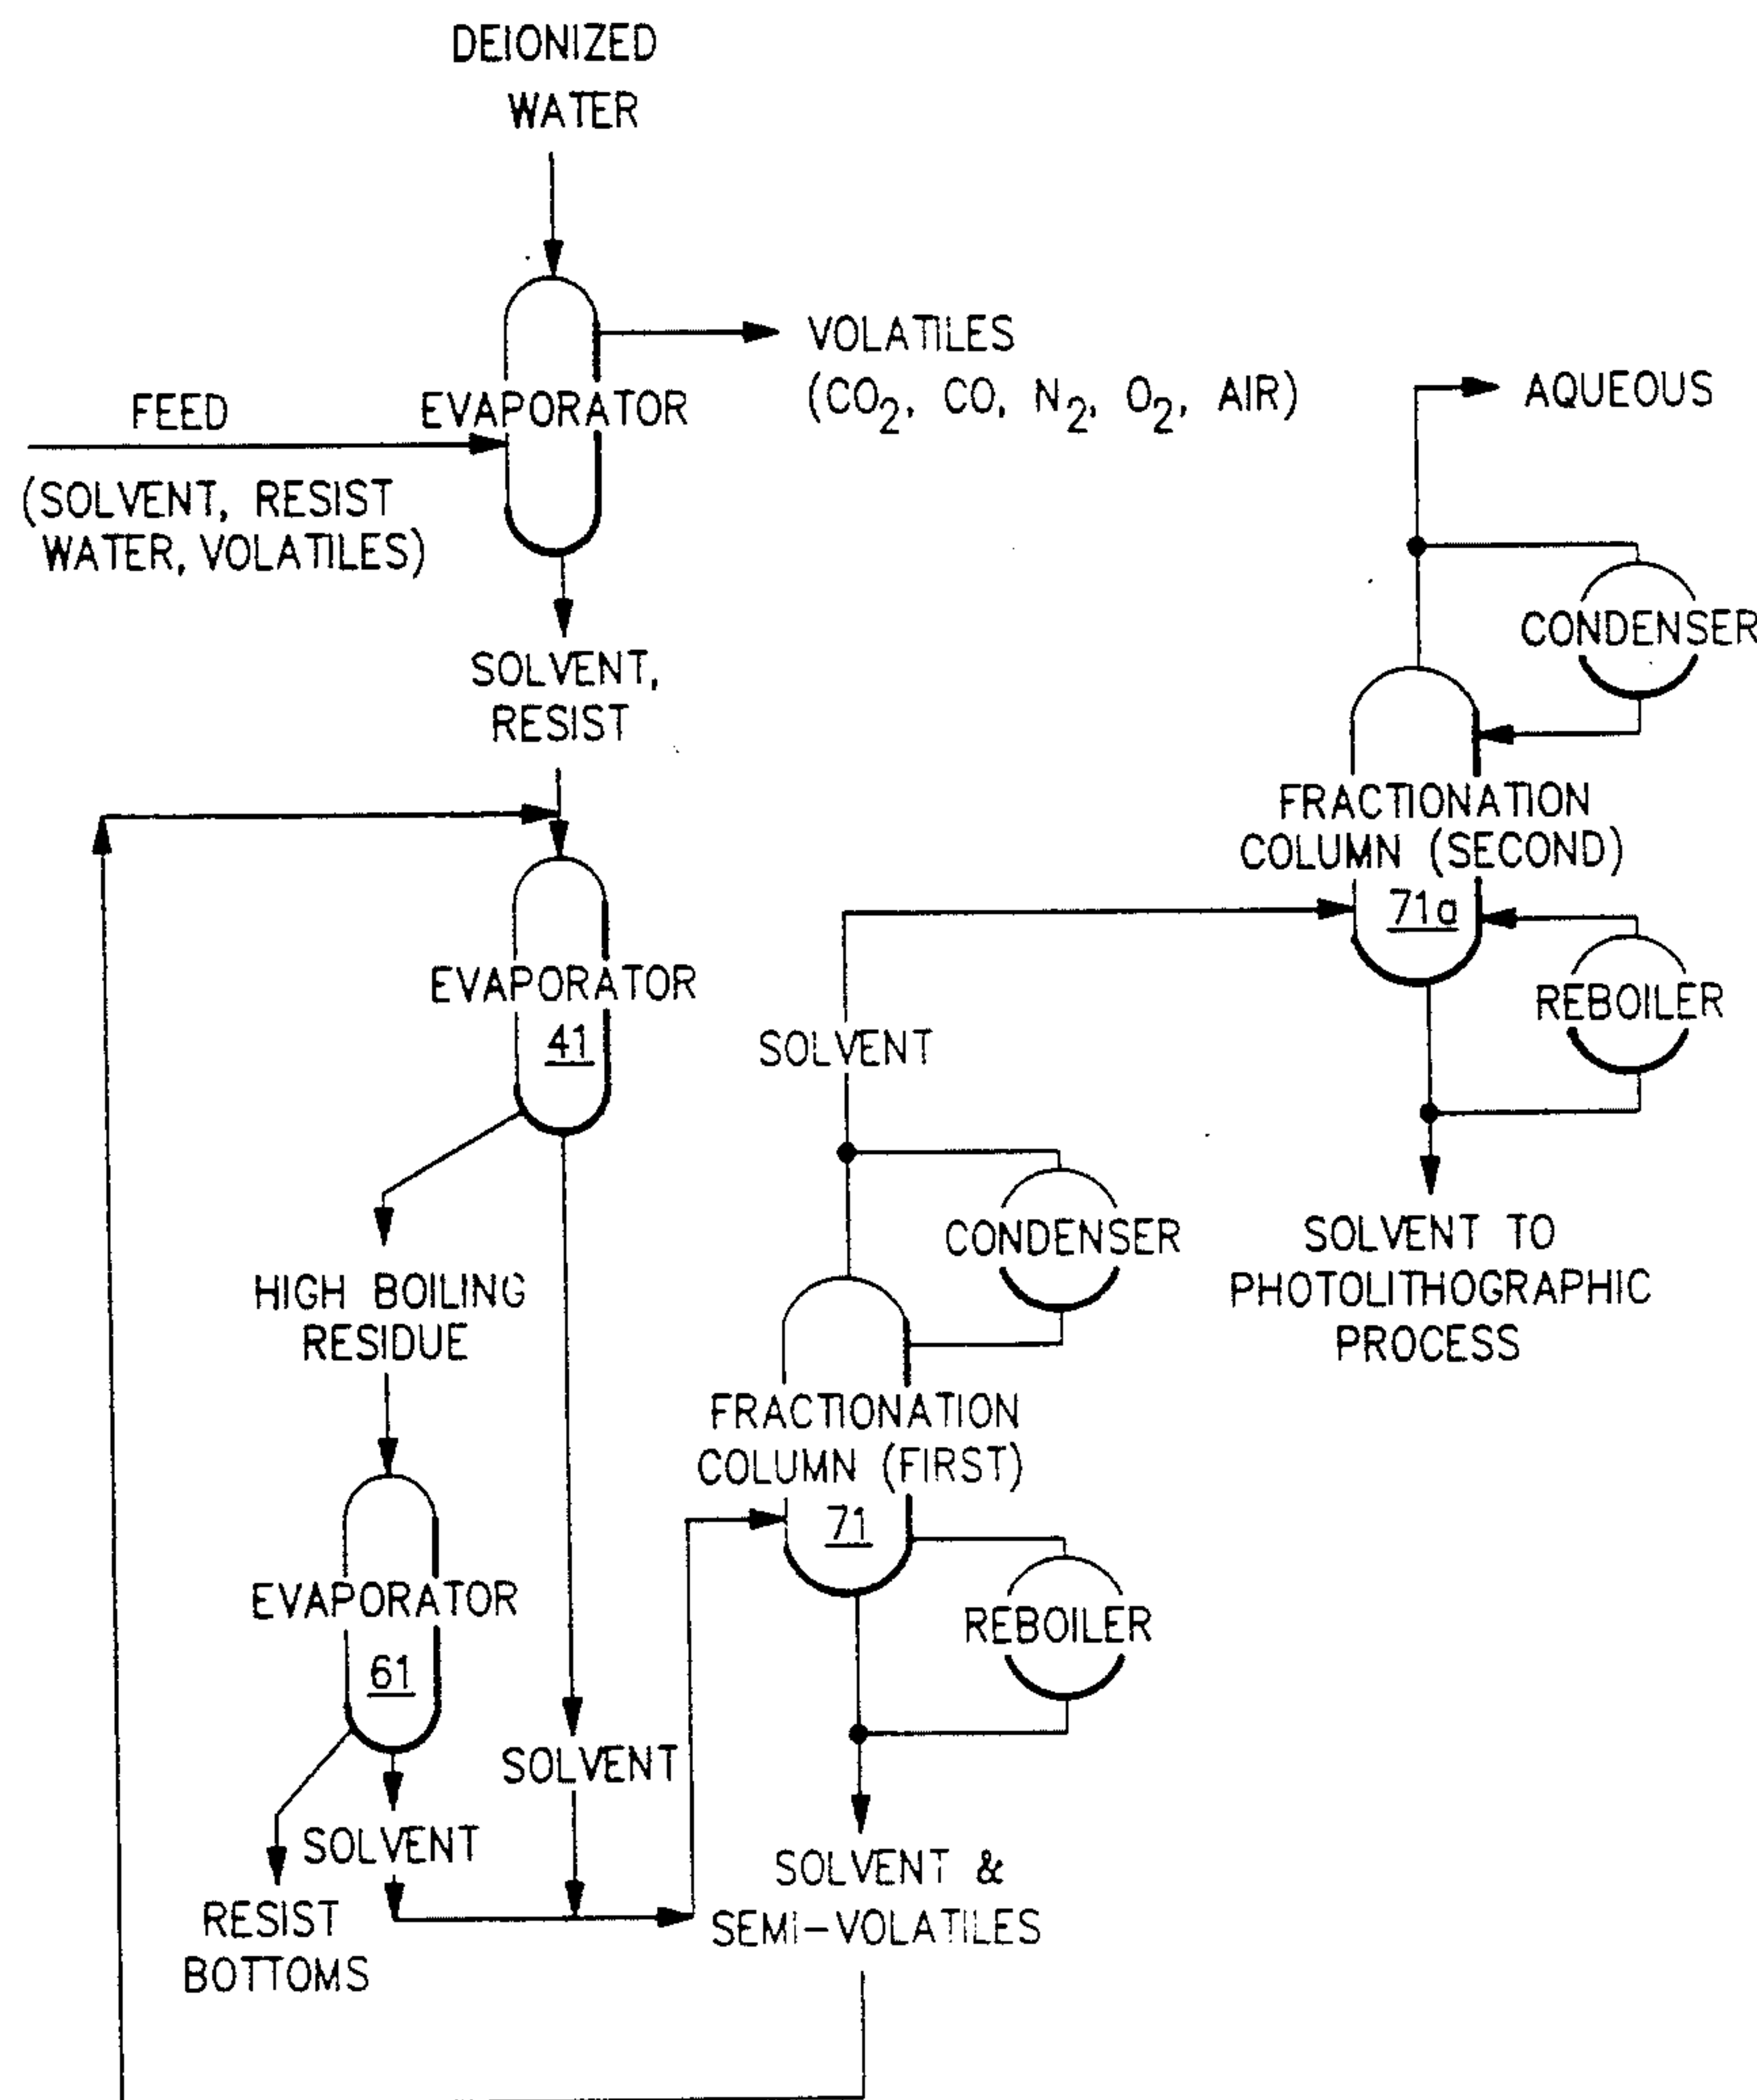 DEIONIZED
WATER
VOLATILES
(CO2, CO, N2, O2, AIR)
FEED
EVAPORATOR
(SOLVENT, RESIST
WATER, VOLATILES)
SOLVENT,
RESIST
EVAPORATOR
41
HIGH BOILING
RESIDUE
EVAPORATOR
61
SOLVENT
RESIST
BOTTOMS
SOLVENT
SOLVENT
CONDENSER
FRACTIONATION
COLUMN (FIRST)
71
REBOILER
SOLVENT &
SEMI-VOLATILES
AQUEOUS
CONDENSER
FRACTIONATION
COLUMN (SECOND)
71a
REBOILER
SOLVENT TO
PHOTOLITHOGRAPHIC
PROCESS